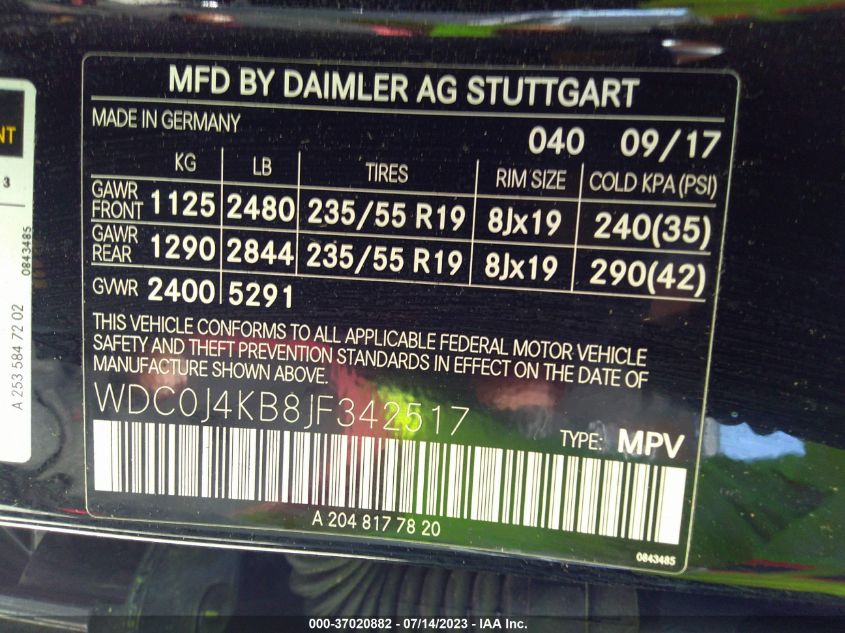 MFD BY DAIMLER AG STUTTGART
MADE IN GERMANY
040 09/17
KG LB TIRES RIM SIZE COLD KPA (PSI)
GAWR FRONT 1125 2480 235/55 R19 8Jx19 240(35)
GAWR REAR 1290 2844 235/55 R19 8Jx19 290(42)
GVWR 2400 5291
THIS VEHICLE CONFORMS TO ALL APPLICABLE FEDERAL MOTOR VEHICLE
SAFETY AND THEFT PREVENTION STANDARDS IN EFFECT ON THE DATE OF
MANUFACTURE SHOWN ABOVE.
WDC0J4KB8JF342517
TYPE: MPV
A 204 817 78 20
0843485
NT
3
0843485
A 253 584 72 02
000-37020882 - 07/14/2023 - IAA Inc.